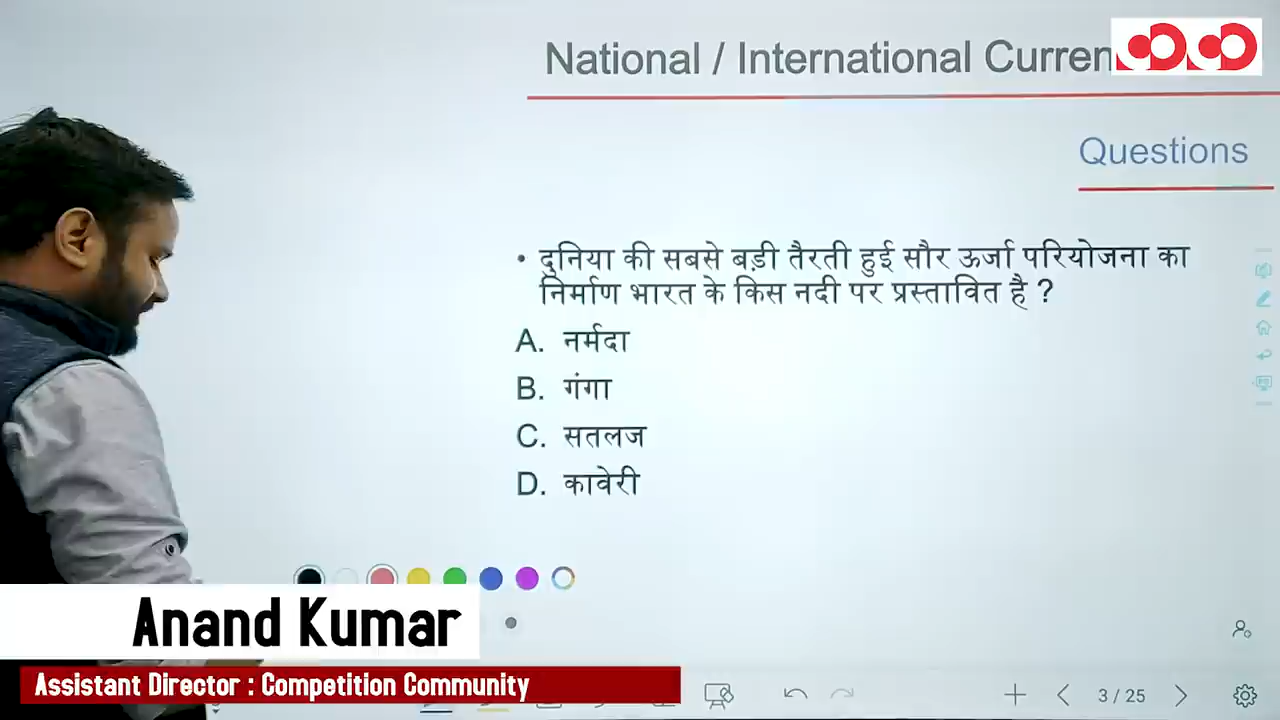 National / International Curren
Questions
• दुनिया की सबसे बड़ी तैरती हुई सौर ऊर्जा परियोजना का
निर्माण भारत के किस नदी पर प्रस्तावित है ?
A. नर्मदा
B. गंगा
C. सतलज
D. कावेरी
Anand Kumar
Assistant Director : Competition Community
3 / 25